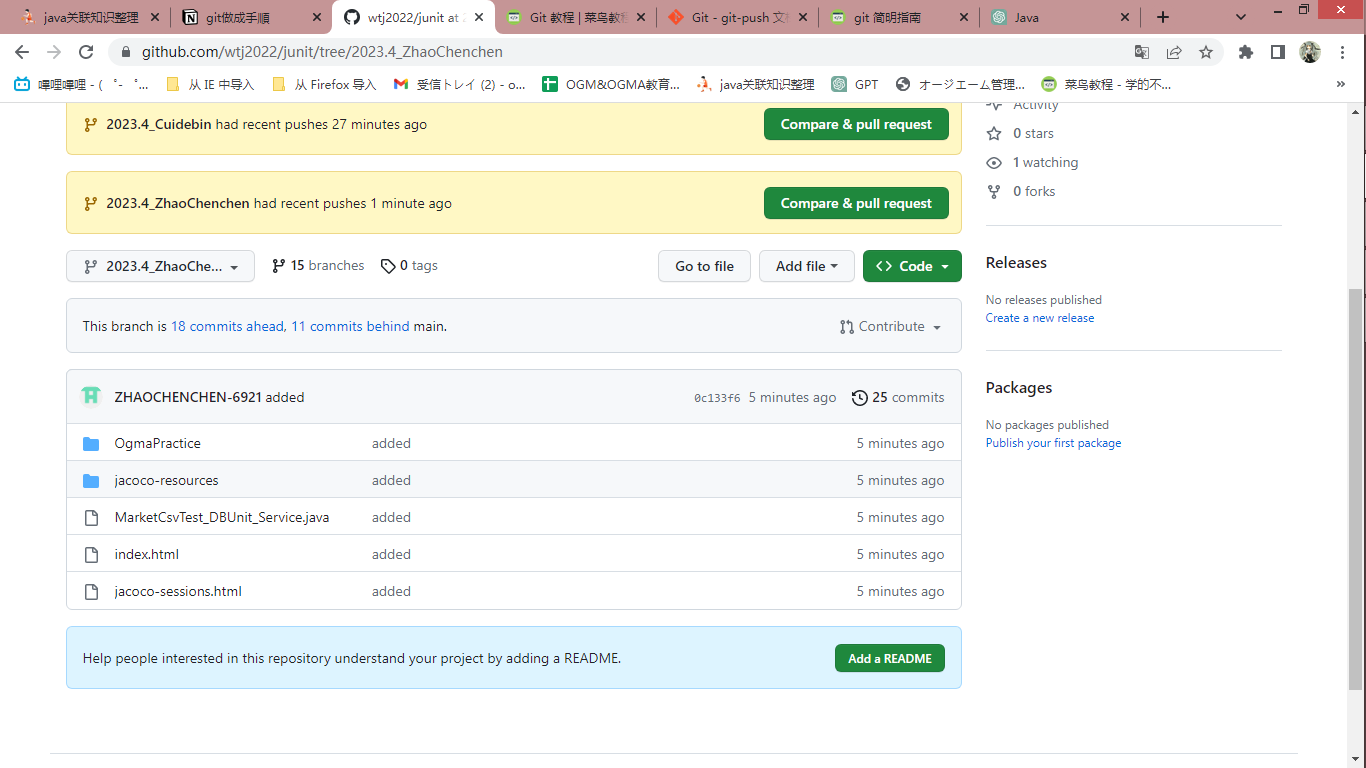 java关联知识整理
git做成手顺
wtj2022/junit at 2
Git 教程 | 菜鸟教程
Git - git-push 文
git 简明指南
Java
github.com/wtj2022/junit/tree/2023.4_ZhaoChenchen
哔哩哔哩 - ( ゜- ゜...
从 IE 中导入
从 Firefox 导入
受信トレイ (2) - o...
OGM&OGMA教育...
java关联知识整理
GPT
オージエーム管理...
菜鸟教程 - 学的不...
»
2023.4_Cuidebin had recent pushes 27 minutes ago
Compare & pull request
Activity
0 stars
1 watching
0 forks
2023.4_ZhaoChenchen had recent pushes 1 minute ago
Compare & pull request
2023.4_ZhaoChe...
15 branches
0 tags
Go to file
Add file
Code
Releases
No releases published
Create a new release
This branch is 18 commits ahead, 11 commits behind main.
Contribute
Packages
No packages published
Publish your first package
ZHAOCHENCHEN-6921 added
0c133f6 5 minutes ago
25 commits
OgmaPractice added 5 minutes ago
jacoco-resources added 5 minutes ago
MarketCsvTest_DBUnit_Service.java added 5 minutes ago
index.html added 5 minutes ago
jacoco-sessions.html added 5 minutes ago
Help people interested in this repository understand your project by adding a README.
Add a README